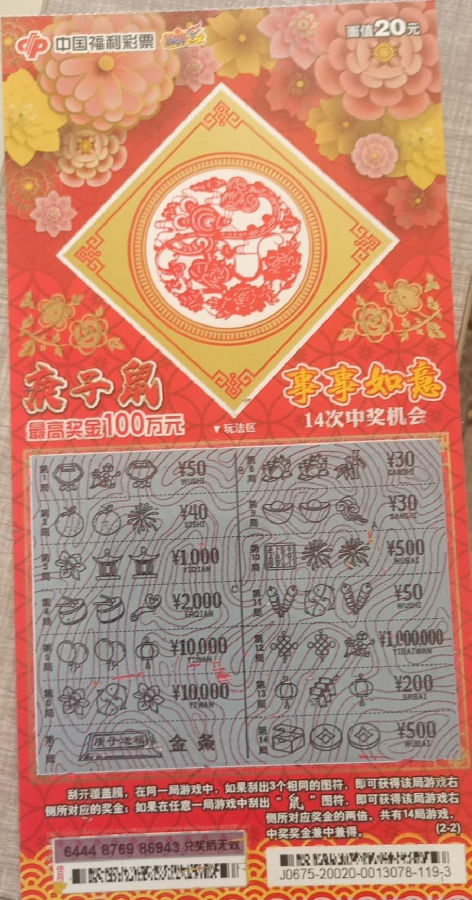 中国福利彩票
面值20元
庚子鼠
事事如意
最高奖金100万元
▼玩法区
14次中奖机会
第1局 ¥50 WUSHI
第2局 ¥40 SISHI
第3局 ¥1,000 YIQIAN
第4局 ¥2,000 ERQIAN
第5局 ¥10,000 YIWAN
第6局 ¥10,000 YIWAN
第7局 庚子送福 金条
第8局 ¥30 SANSHI
第9局 ¥30 SANSHI
第10局 ¥500 WUBAI
第11局 ¥50 WUSHI
第12局 ¥1,000,000 YIBAIWAN
第13局 ¥200 ERBAI
第14局 ¥500 WUBAI
刮开覆盖膜，在同一局游戏中，如果刮出3个相同的图符，即可获得该局游戏右
侧所对应的奖金；如果在任意一局游戏中刮出“鼠”图符，即可获得该局游戏右
侧所对应奖金的两倍。共有14局游戏，
中奖奖金兼中兼得。
(2-2)
6444 8769 86943 兑奖后无效
J0675-20020-0013078-119-3